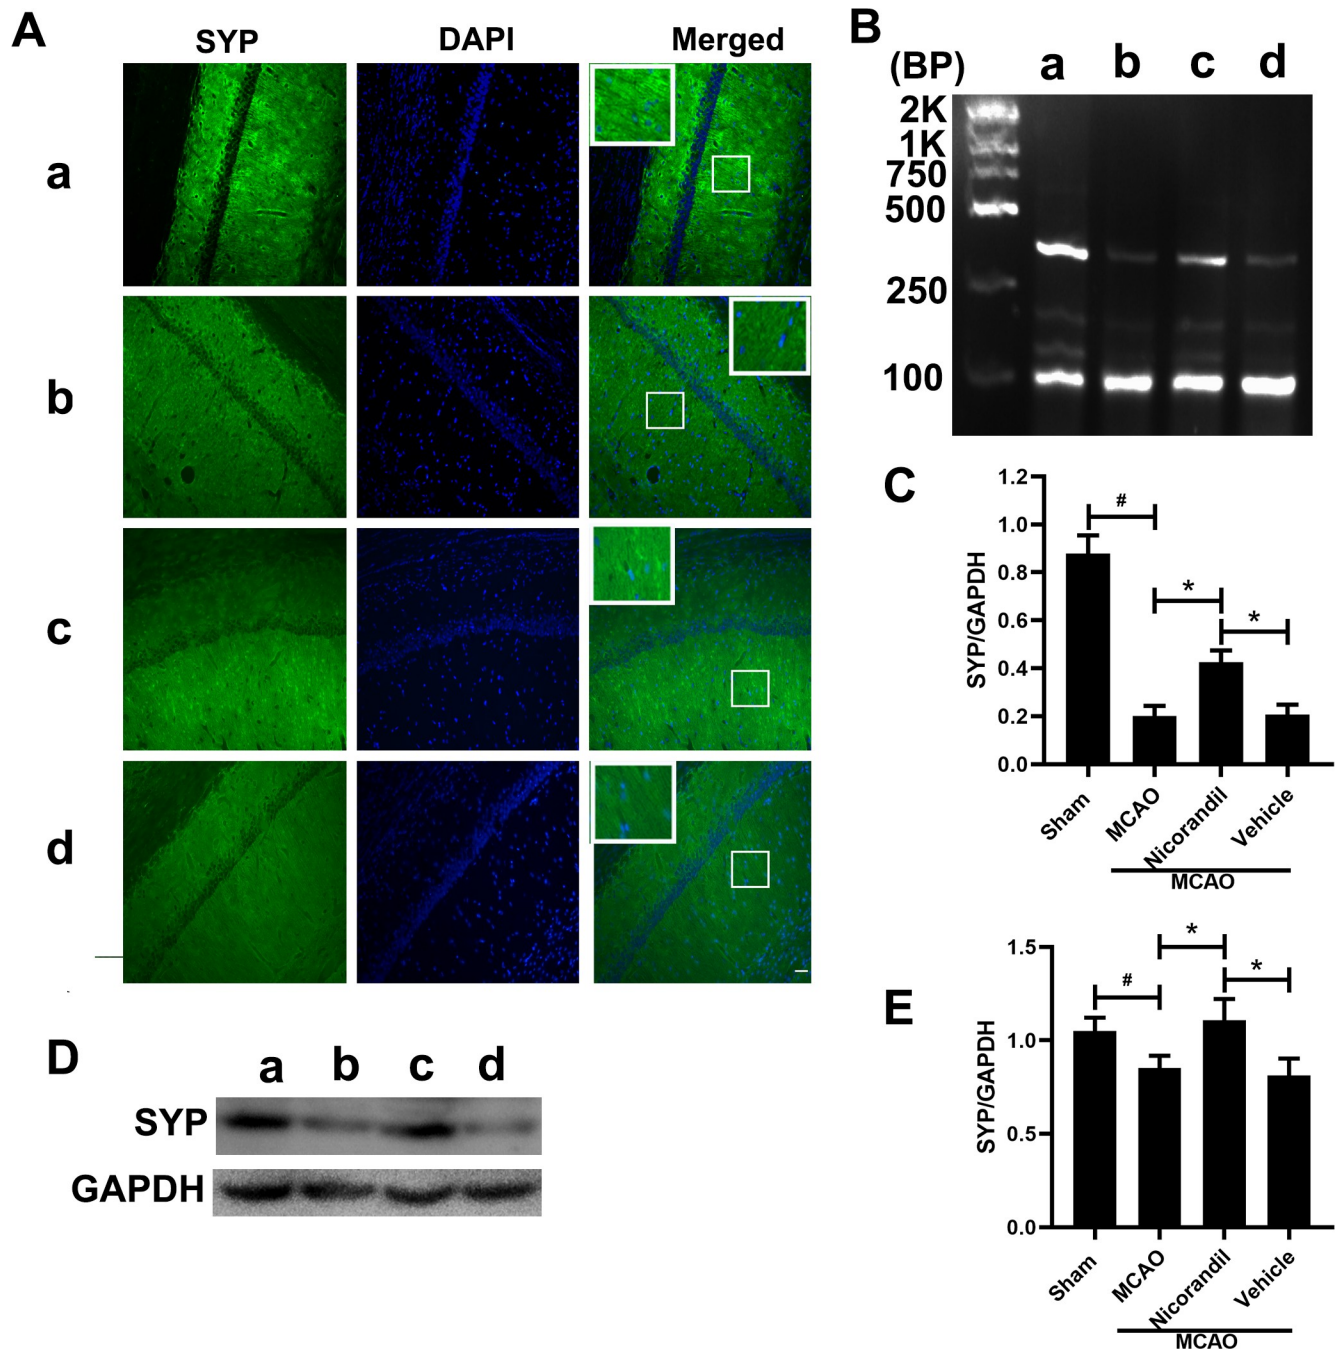 A
SYP DAPI Merged
a
b
c
d
B
(BP) a b c d
2K
1K
750
500
250
100
C
SYP/GAPDH
1.2
1.0
0.8
0.6
0.4
0.2
0.0
#
*
*
Sham MCAO Nicorandil Vehicle
MCAO
D
a b c d
SYP
GAPDH
E
SYP/GAPDH
1.5
1.0
0.5
0.0
#
*
*
Sham MCAO Nicorandil Vehicle
MCAO